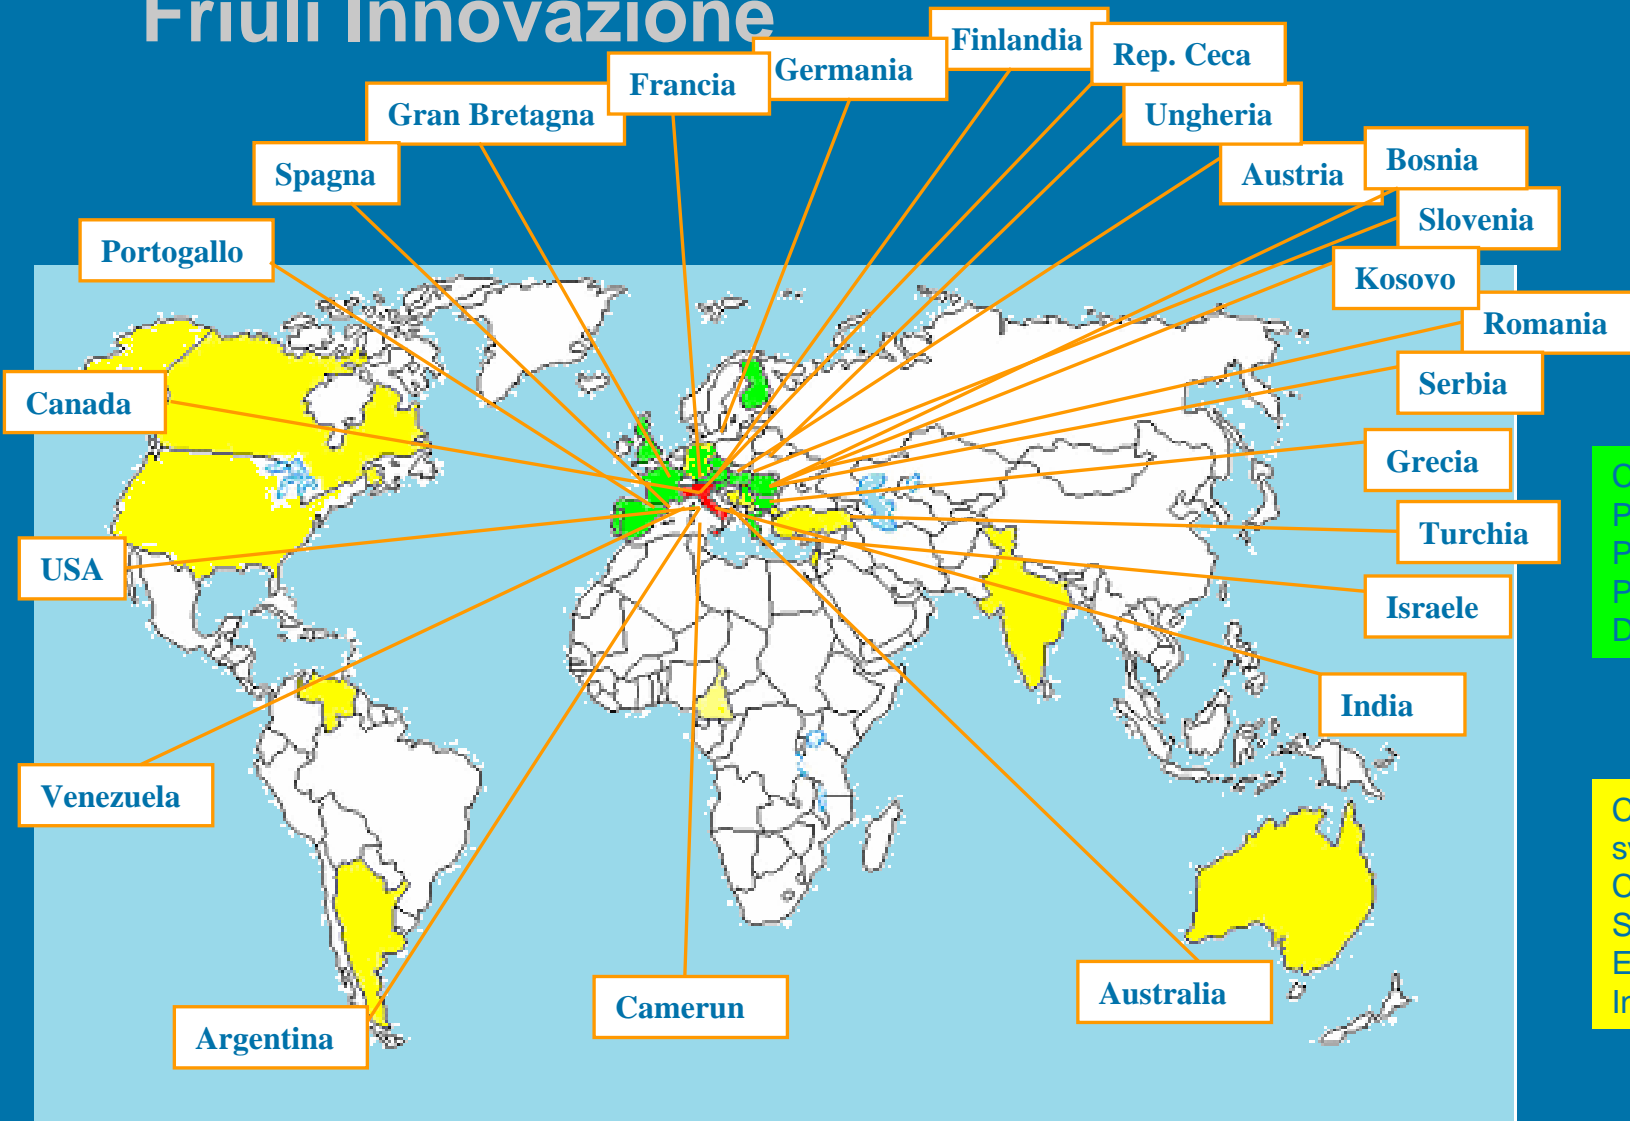 Friuli Innovazione
Finlandia
Rep. Ceca
Germania
Francia
Gran Bretagna
Ungheria
Bosnia
Austria
Spagna
Slovenia
Portogallo
Kosovo
Romania
Serbia
Canada
Grecia
Turchia
USA
Israele
India
Venezuela
Australia
Camerun
Argentina